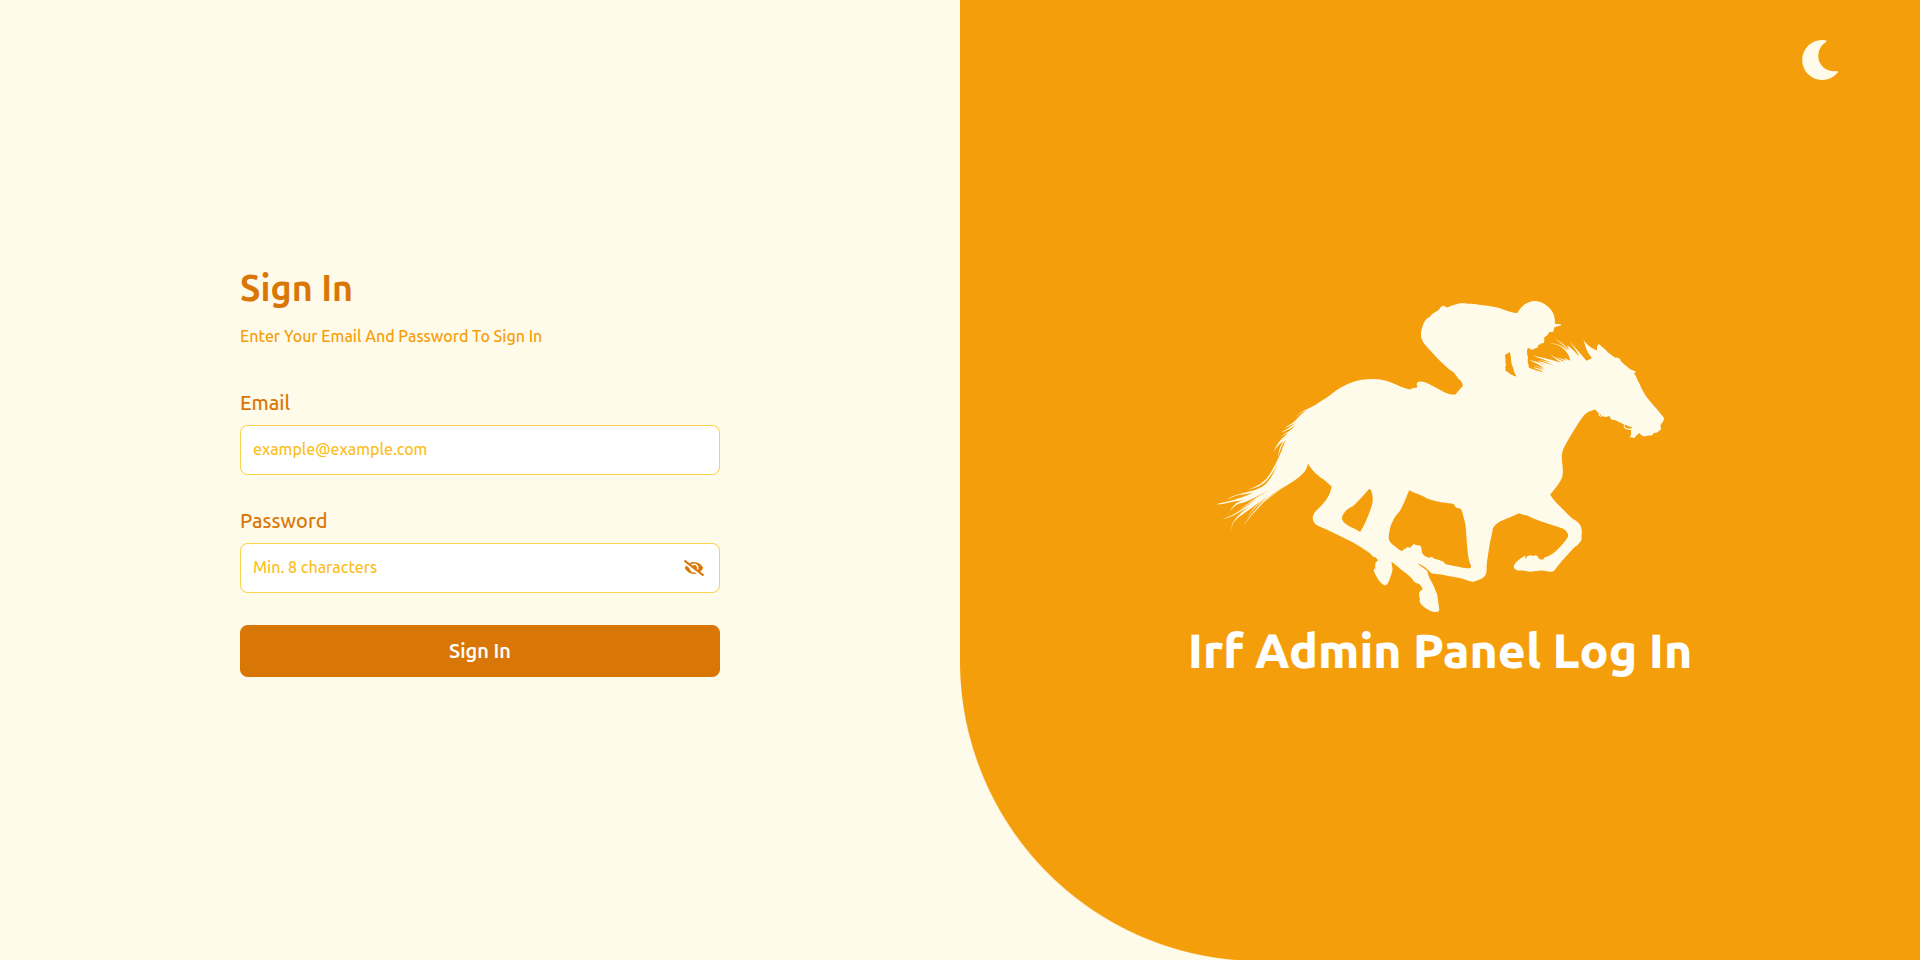 Sign In
Enter Your Email And Password To Sign In
Email
example@example.com
Password
Min. 8 characters
Sign In
Irf Admin Panel Log In